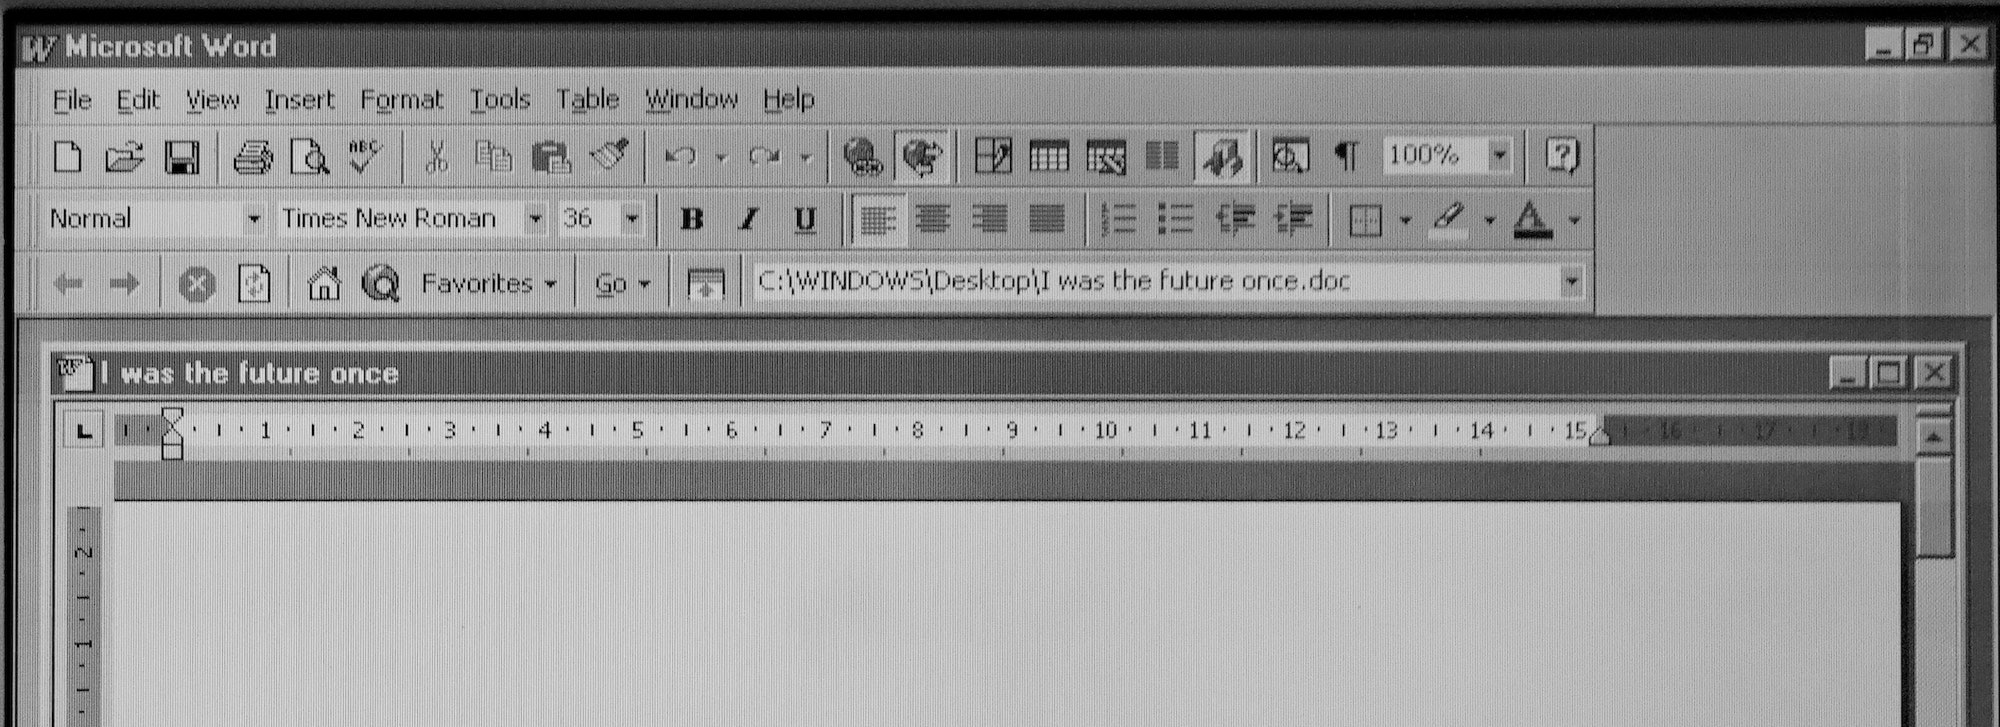 Microsoft Word
File Edit View Insert Format Tools Table Window Help
ABC 100%
Normal Times New Roman 36 B I U A
Favorites Go C:\WINDOWS\Desktop\I was the future once.doc
I was the future once
1 2 3 4 5 6 7 8 9 10 11 12 13 14 15 16 17 18
2
1